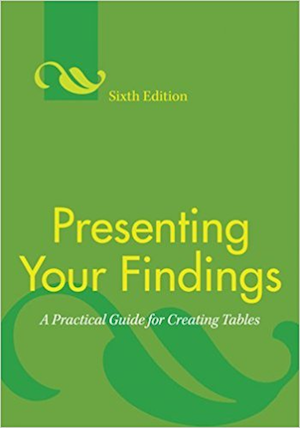 Sixth Edition
Presenting
Your Findings
A Practical Guide for Creating Tables